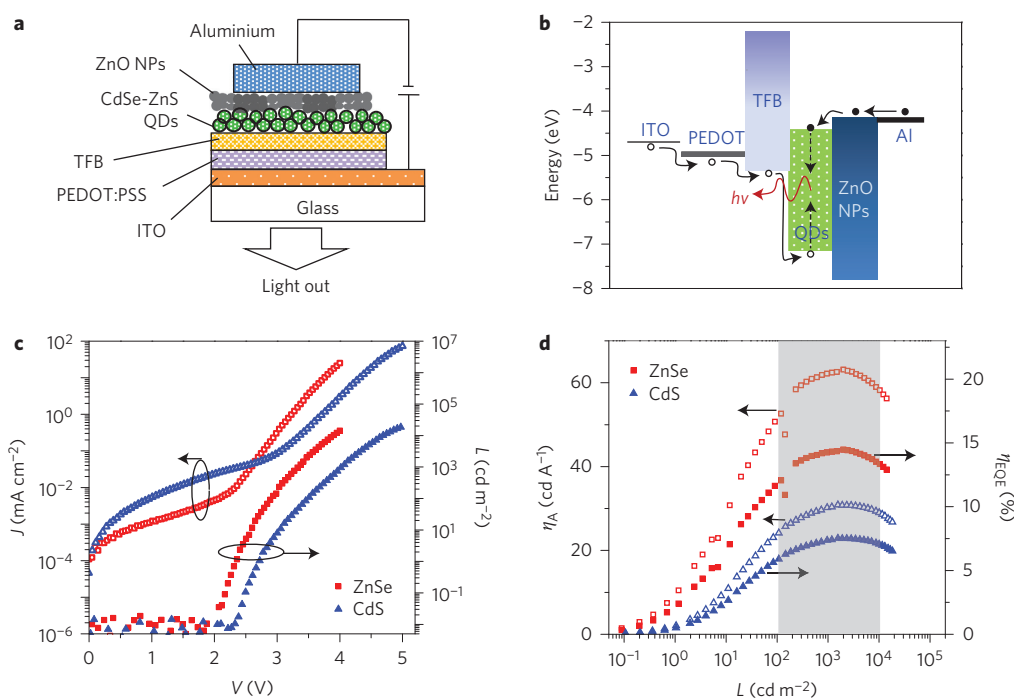 a
Aluminium
ZnO NPs
CdSe-ZnS
QDs
TFB
PEDOT:PSS
ITO
Glass
Light out
b
−2
−3
−4
−5
−6
−7
−8
Energy (eV)
ITO
PEDOT
TFB
hν
QDs
ZnO
NPs
Al
c
10²
10⁰
10⁻²
10⁻⁴
10⁻⁶
J (mA cm⁻²)
10⁷
10⁵
10³
10¹
10⁻¹
L (cd m⁻²)
ZnSe
CdS
0
1
2
3
4
5
V (V)
d
60
40
20
0
ηA (cd A⁻¹)
20
15
10
5
0
ηEQE (%)
ZnSe
CdS
10⁻¹
10⁰
10¹
10²
10³
10⁴
10⁵
L (cd m⁻²)